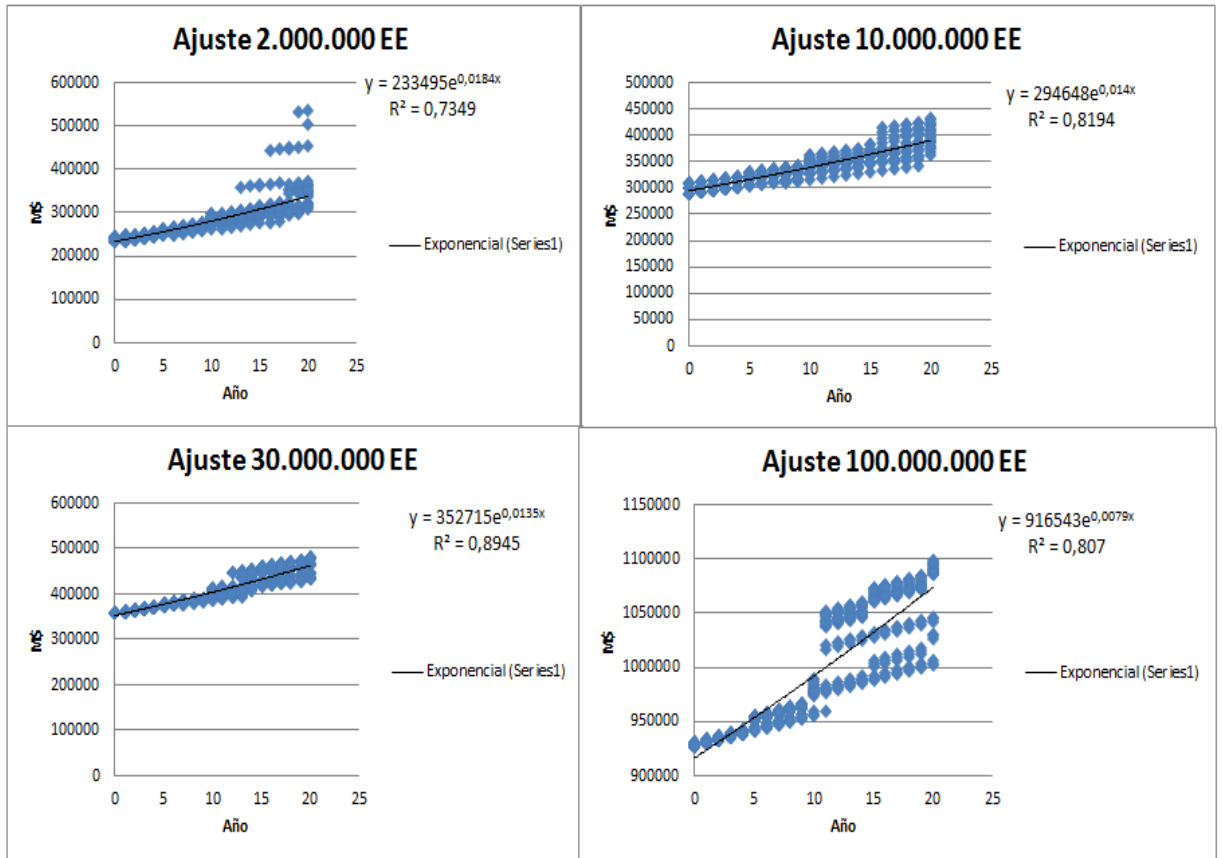 Ajuste 2.000.000 EE
600000
500000
400000
300000
200000
100000
0
M$
0 5 10 15 20 25
Año
y = 233495e^0,0184x
R² = 0,7349
Exponencial (Series1)
Ajuste 10.000.000 EE
500000
450000
400000
350000
300000
250000
200000
150000
100000
50000
0
M$
0 5 10 15 20 25
Año
y = 294648e^0,014x
R² = 0,8194
Exponencial (Series1)
Ajuste 30.000.000 EE
600000
500000
400000
300000
200000
100000
0
M$
0 5 10 15 20 25
Año
y = 352715e^0,0135x
R² = 0,8945
Exponencial (Series1)
Ajuste 100.000.000 EE
1150000
1100000
1050000
1000000
950000
900000
M$
0 5 10 15 20 25
Año
y = 916543e^0,0079x
R² = 0,807
Exponencial (Series1)